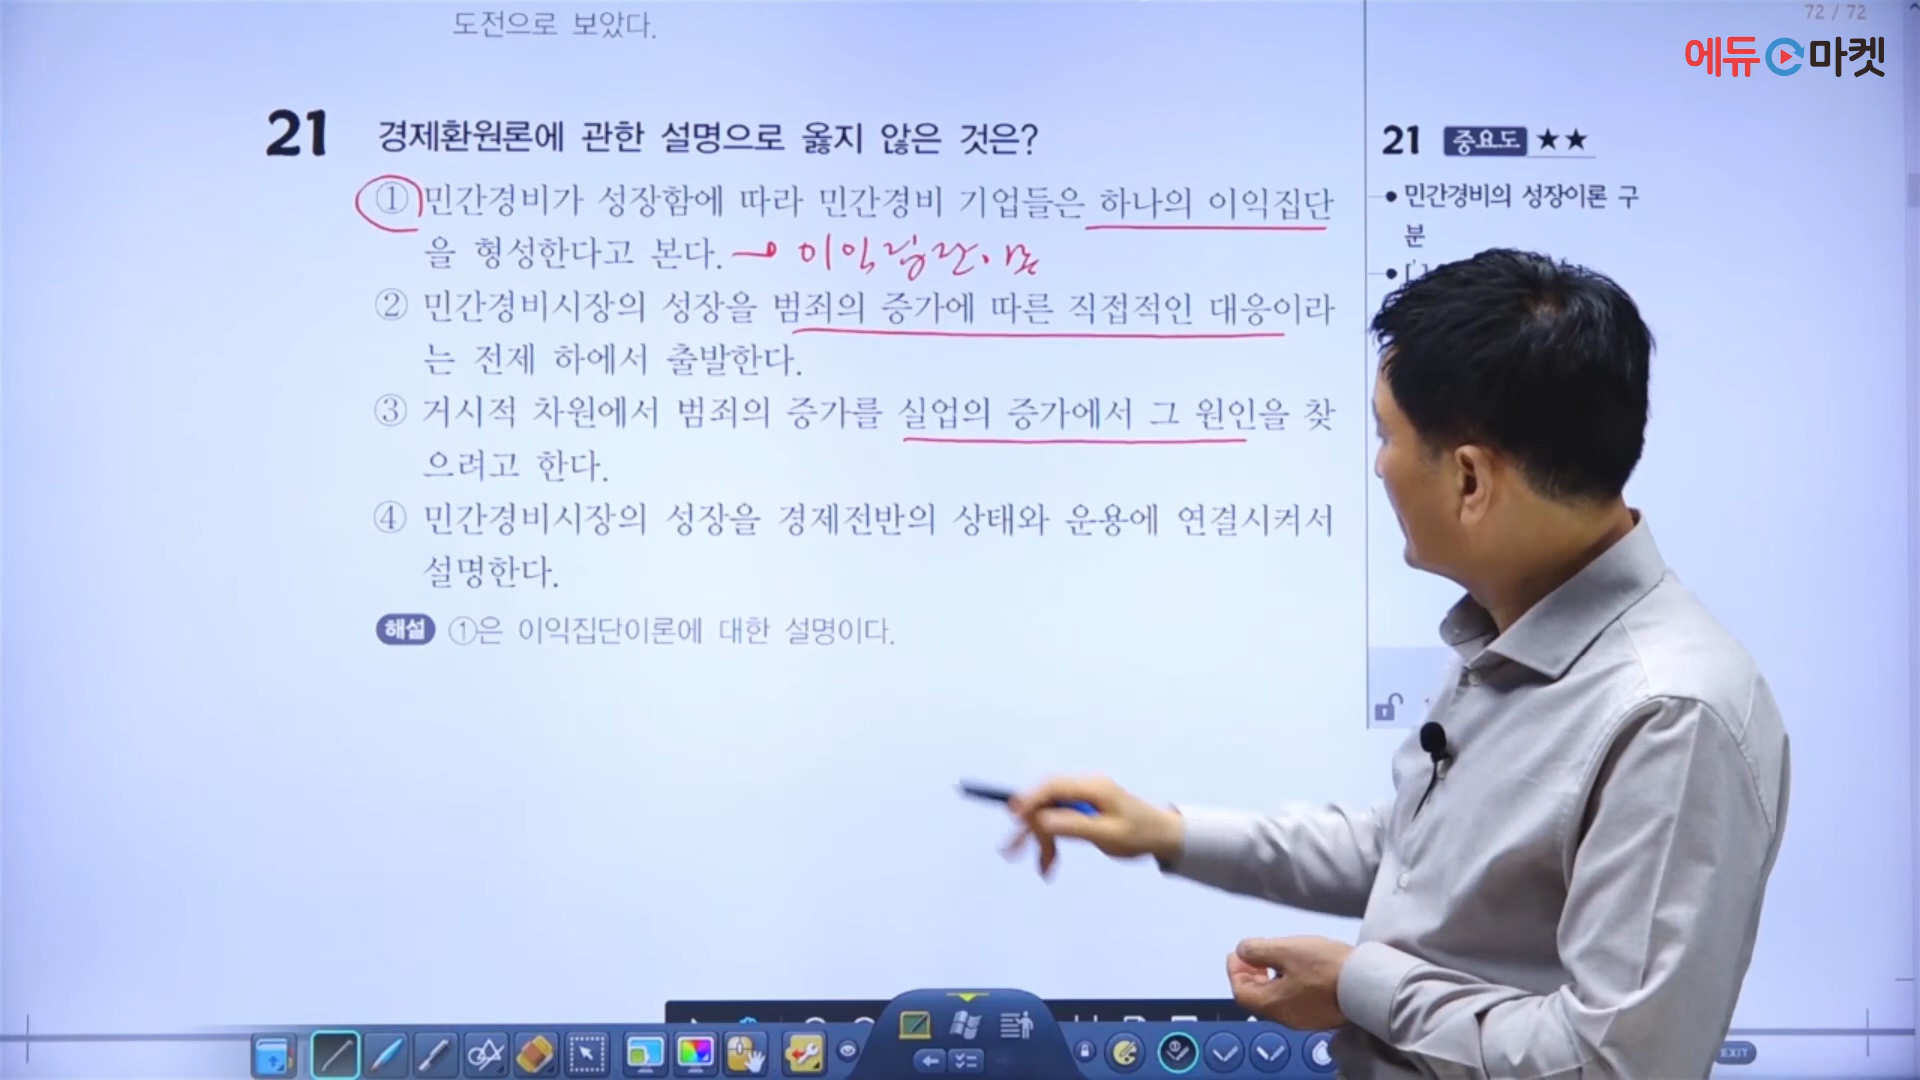 도전으로 보았다.
72 / 72
에듀 마켓
21 경제환원론에 관한 설명으로 옳지 않은 것은?
① 민간경비가 성장함에 따라 민간경비 기업들은 하나의 이익집단
을 형성한다고 본다. → 이익집단이론
② 민간경비시장의 성장을 범죄의 증가에 따른 직접적인 대응이라
는 전제 하에서 출발한다.
③ 거시적 차원에서 범죄의 증가를 실업의 증가에서 그 원인을 찾
으려고 한다.
④ 민간경비시장의 성장을 경제전반의 상태와 운용에 연결시켜서
설명한다.
해설 ①은 이익집단이론에 대한 설명이다.
21 중요도 ★★
• 민간경비의 성장이론 구
분
EXIT